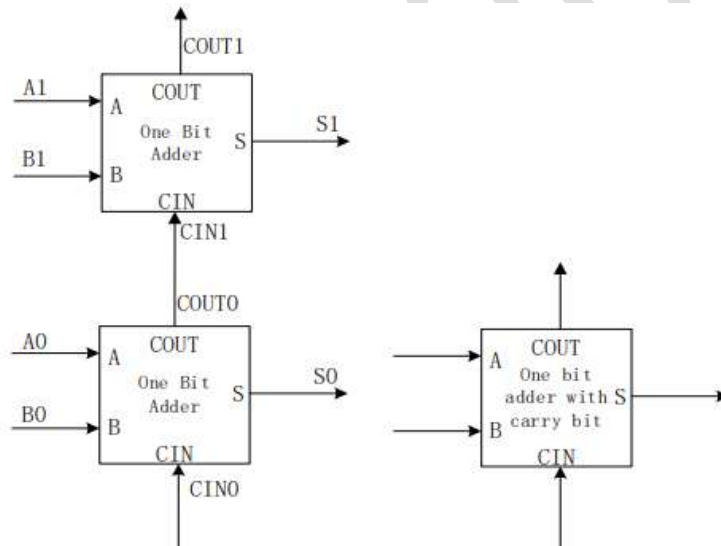 COUT1
A1
COUT
A
One Bit
Adder
S
S1
B1
B
CIN
CIN1
COUT0
A0
COUT
A
One Bit
Adder
S
S0
B0
B
CIN
CIN0
COUT
A
One bit
adder with
carry bit
S
B
CIN